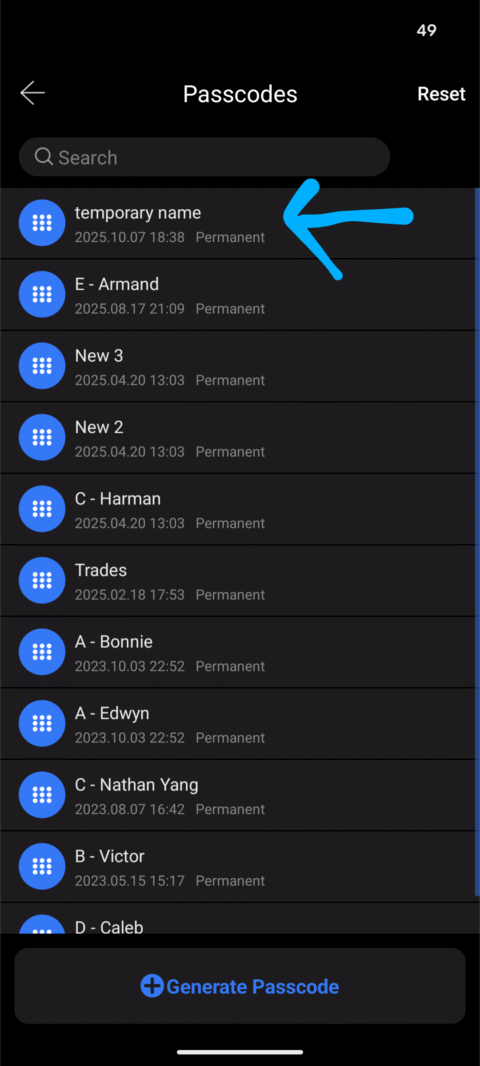 49
Passcodes
Reset
Search
temporary name
2025.10.07 18:38 Permanent
E - Armand
2025.08.17 21:09 Permanent
New 3
2025.04.20 13:03 Permanent
New 2
2025.04.20 13:03 Permanent
C - Harman
2025.04.20 13:03 Permanent
Trades
2025.02.18 17:53 Permanent
A - Bonnie
2023.10.03 22:52 Permanent
A - Edwyn
2023.10.03 22:52 Permanent
C - Nathan Yang
2023.08.07 16:42 Permanent
B - Victor
2023.05.15 15:17 Permanent
D - Caleb
Generate Passcode